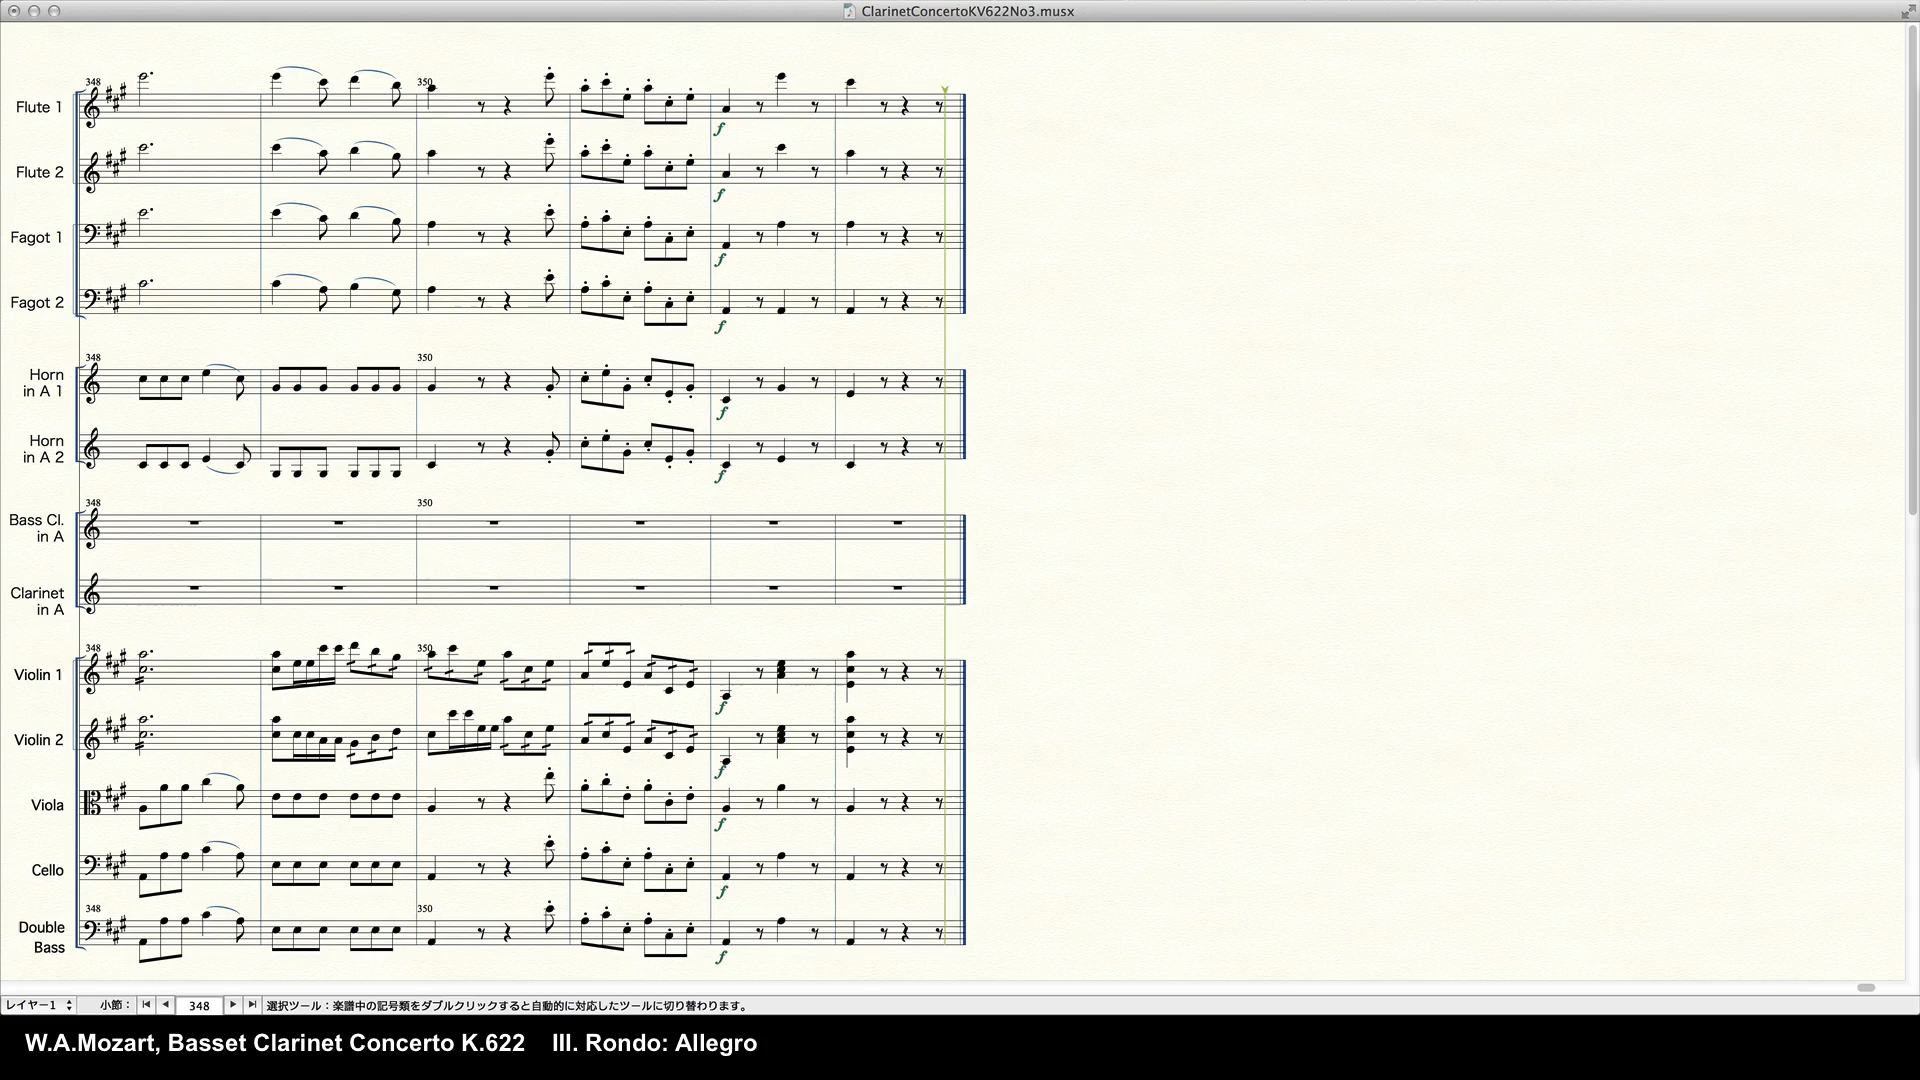 ClarinetConcertoKV622No3.musx
348
350
Flute 1
f
Flute 2
f
Fagot 1
f
Fagot 2
f
348
350
Horn
in A 1
f
Horn
in A 2
f
348
350
Bass Cl.
in A
Clarinet
in A
348
350
Violin 1
f
Violin 2
f
Viola
f
Cello
f
348
350
Double
Bass
f
レイヤー1 小節： 348 選択ツール：楽譜中の記号類をダブルクリックすると自動的に対応したツールに切り替わります。
W.A.Mozart, Basset Clarinet Concerto K.622 III. Rondo: Allegro